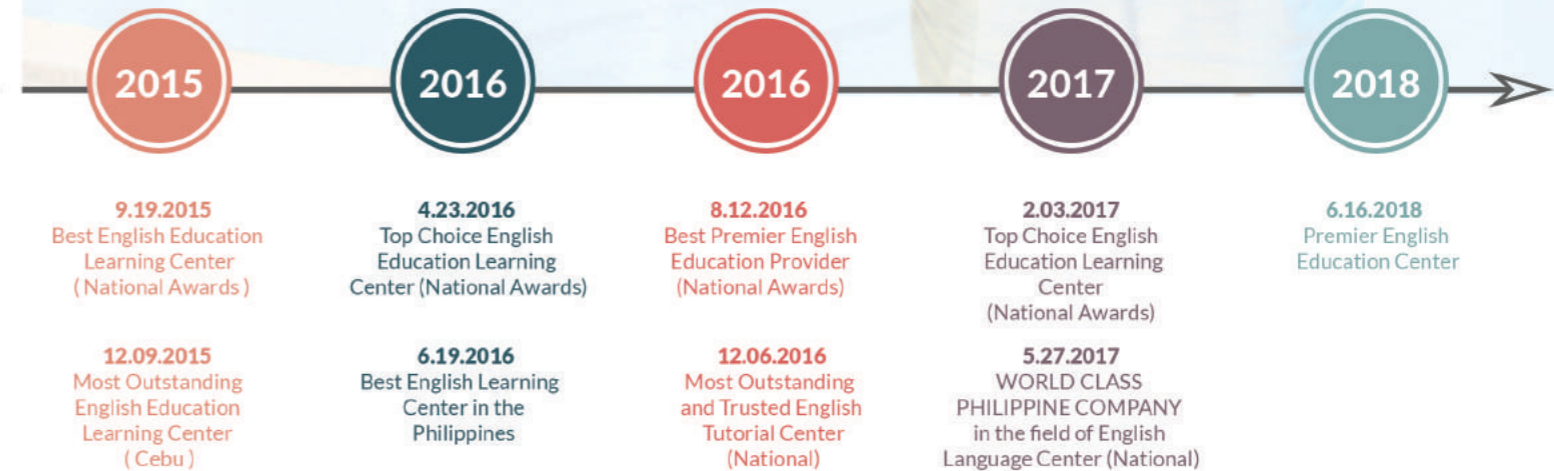 2015
2016
2016
2017
2018
9.19.2015
Best English Education
Learning Center
( National Awards )
12.09.2015
Most Outstanding
English Education
Learning Center
( Cebu )
4.23.2016
Top Choice English
Education Learning
Center (National Awards)
6.19.2016
Best English Learning
Center in the
Philippines
8.12.2016
Best Premier English
Education Provider
(National Awards)
12.06.2016
Most Outstanding
and Trusted English
Tutorial Center
(National)
2.03.2017
Top Choice English
Education Learning
Center
(National Awards)
5.27.2017
WORLD CLASS
PHILIPPINE COMPANY
in the field of English
Language Center (National)
6.16.2018
Premier English
Education Center